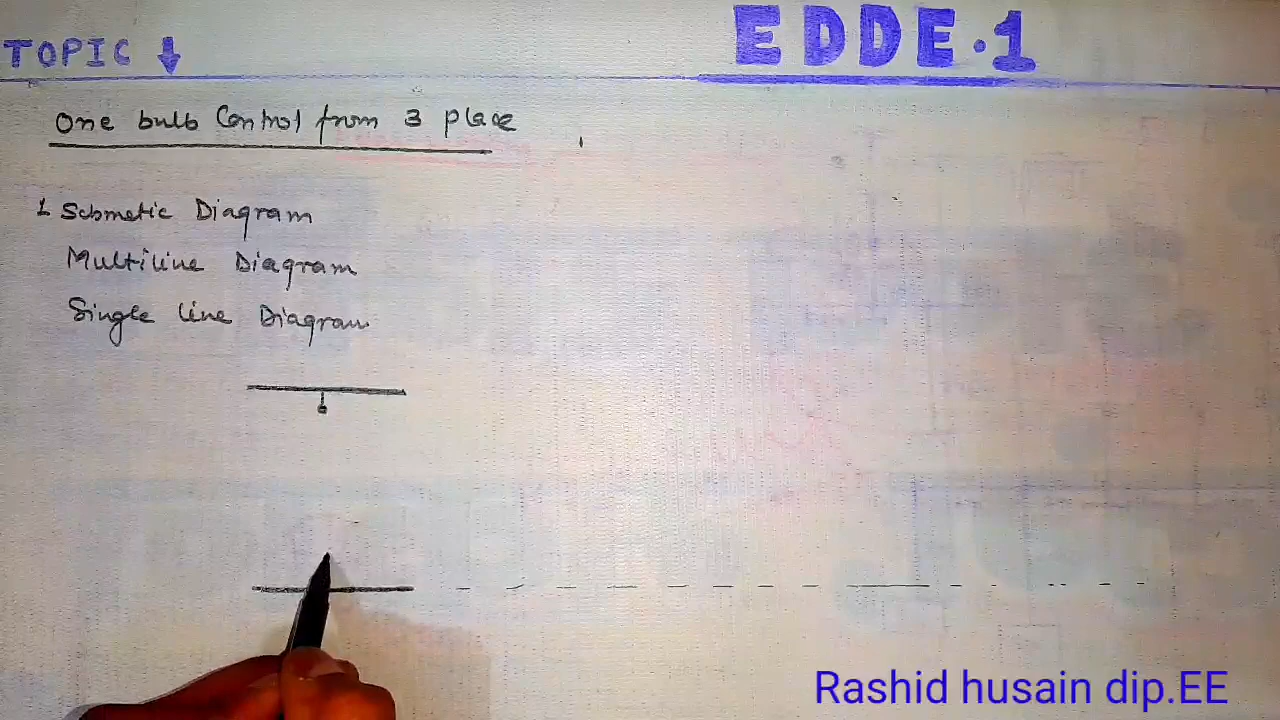 TOPIC ↓
EDDE.1
One bulb Control from 3 place
1 Scbmetic Diagram
Multiline Diagram
Single line Diagram
Rashid husain dip.EE